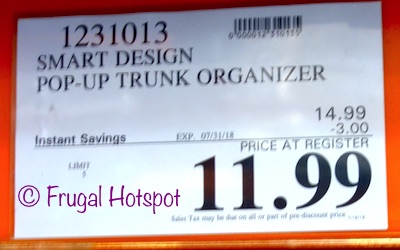 1231013
SMART DESIGN
POP-UP TRUNK ORGANIZER
14.99
Instant Savings EXP. 07/31/18 -3.00
PRICE AT REGISTER
LIMIT
5
11.99
© Frugal Hotspot
Sales Tax may be due on all or part of pre-discount price